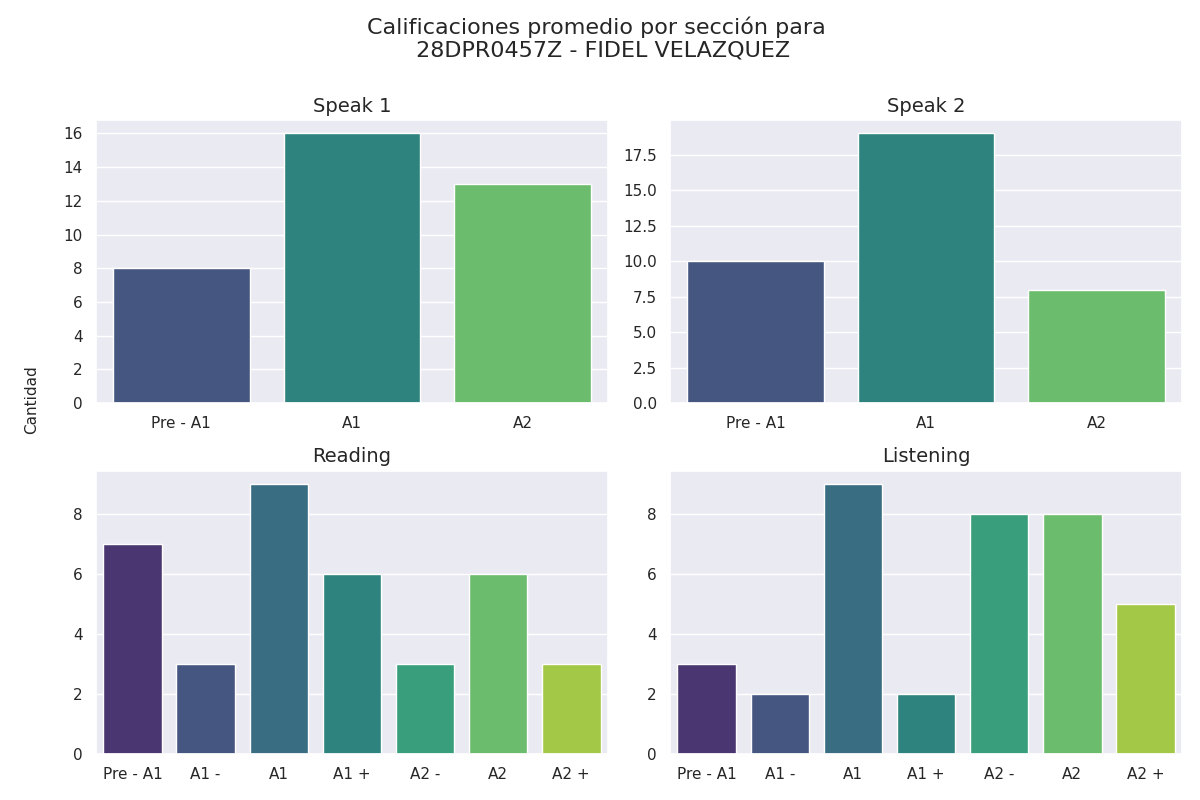 Calificaciones promedio por sección para
28DPR0457Z - FIDEL VELAZQUEZ
Speak 1
16
14
12
10
8
6
4
2
0
Pre - A1 A1 A2
Speak 2
17.5
15.0
12.5
10.0
7.5
5.0
2.5
0.0
Pre - A1 A1 A2
Cantidad
Reading
8
6
4
2
0
Pre - A1 A1 - A1 A1 + A2 - A2 A2 +
Listening
8
6
4
2
0
Pre - A1 A1 - A1 A1 + A2 - A2 A2 +